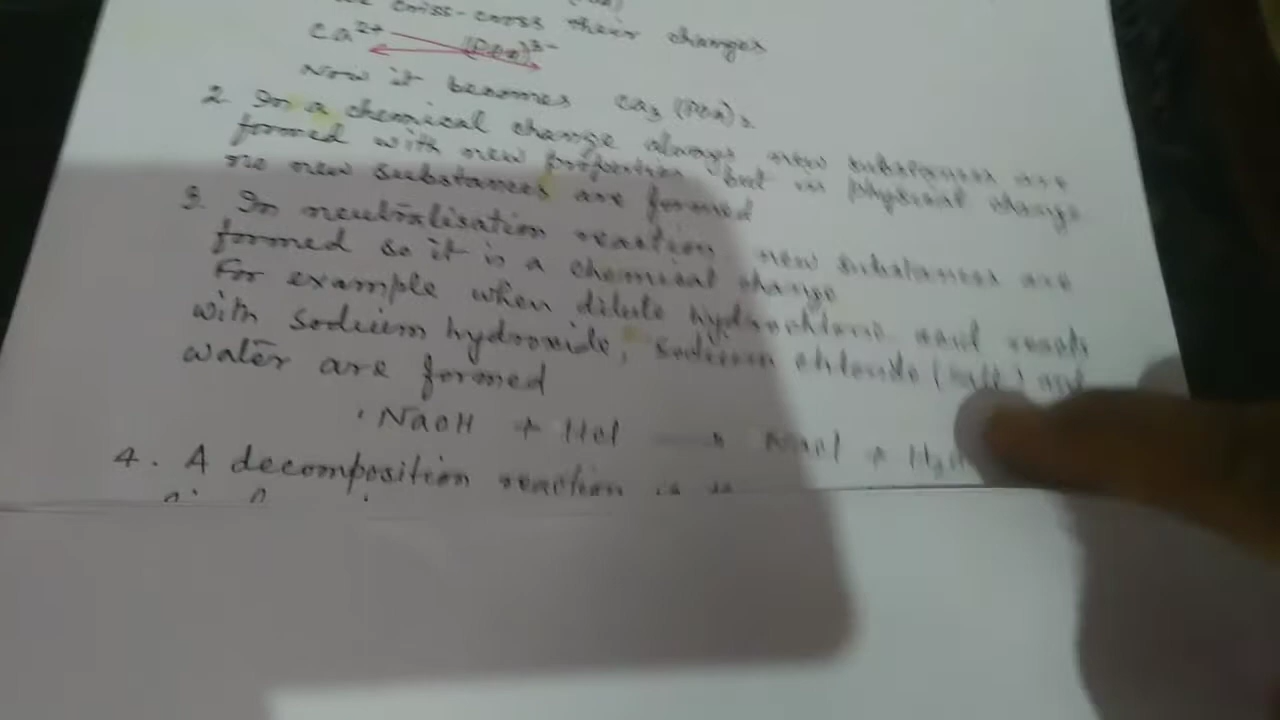 criss-cross their charges
Ca2+ (PO4)3-
Now it becomes Ca3 (PO4)2
2. In a chemical change always new substances are
formed with new properties but in physical change
no new substances are formed
3. In neutralisation reaction, new substances are
formed so it is a chemical change
For example when dilute hydrochloric acid reacts
with sodium hydroxide, sodium chloride (salt) and
water are formed
NaOH + HCl → NaCl +
4. A decomposition reaction is